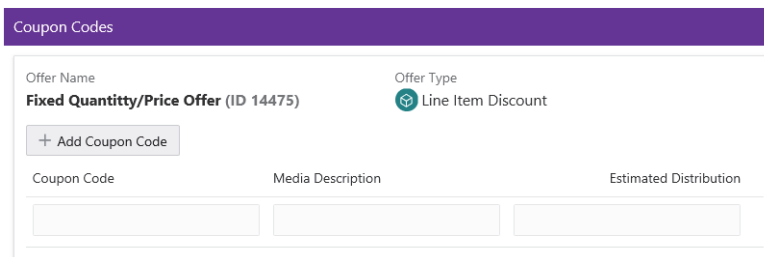 Coupon Codes
Offer Name
Offer Type
Fixed Quantitty/Price Offer (ID 14475)
Line Item Discount
+ Add Coupon Code
Coupon Code
Media Description
Estimated Distribution